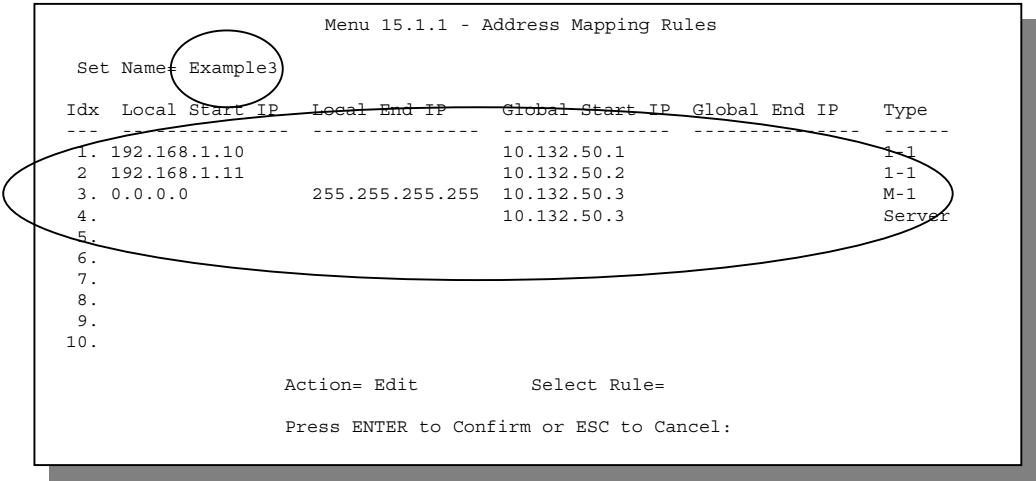 Menu 15.1.1 - Address Mapping Rules
Set Name= Example3
Idx  Local Start IP   Local End IP     Global Start IP  Global End IP    Type
---  ---------------  ---------------  ---------------  ---------------  ------
1. 192.168.1.10                       10.132.50.1                       1-1
2  192.168.1.11                       10.132.50.2                       1-1
3. 0.0.0.0           255.255.255.255  10.132.50.3                       M-1
4.                                    10.132.50.3                       Server
5.
6.
7.
8.
9.
10.
Action= Edit          Select Rule=
Press ENTER to Confirm or ESC to Cancel: